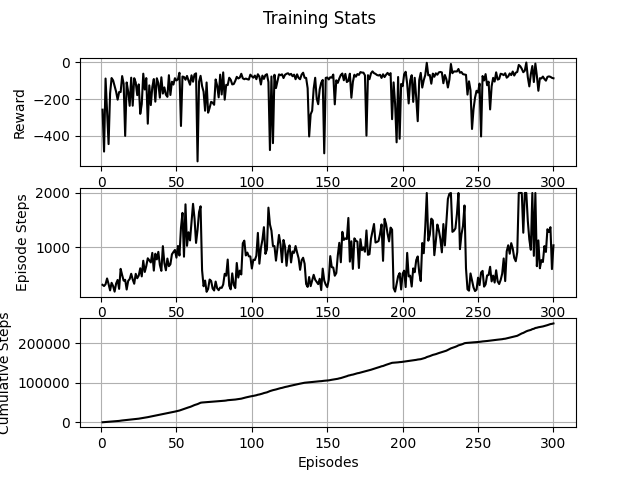 Training Stats
Reward
0
−200
−400
0 50 100 150 200 250 300
Episode Steps
2000
1000
0 50 100 150 200 250 300
Cumulative Steps
200000
100000
0
0 50 100 150 200 250 300
Episodes